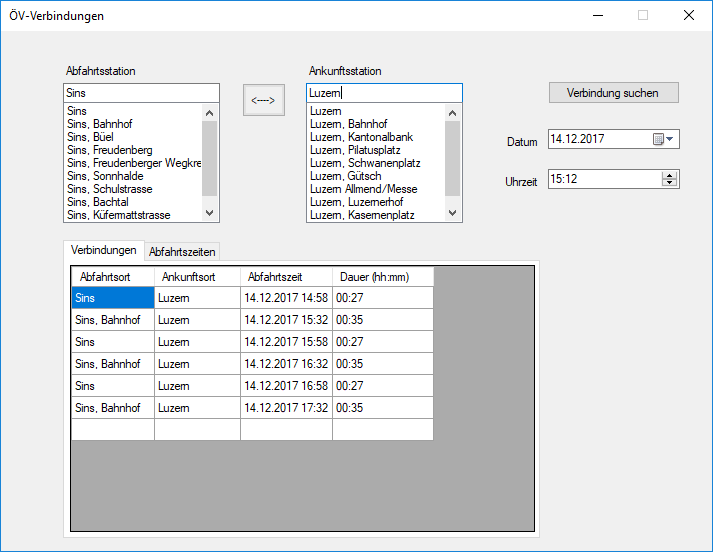 ÖV-Verbindungen
Abfahrtsstation
Ankunftsstation
Sins
<---->
Luzern
Verbindung suchen
Sins
Sins, Bahnhof
Sins, Büel
Sins, Freudenberg
Sins, Freudenberger Wegkre
Sins, Sonnhalde
Sins, Schulstrasse
Sins, Bachtal
Sins, Küfermattstrasse
Luzern
Luzern, Bahnhof
Luzern, Kantonalbank
Luzern, Pilatusplatz
Luzern, Schwanenplatz
Luzern, Gütsch
Luzern Allmend/Messe
Luzern, Luzernerhof
Luzern, Kasernenplatz
Datum 14.12.2017
Uhrzeit 15:12
Verbindungen Abfahrtszeiten
Abfahrtsort Ankunftsort Abfahrtszeit Dauer (hh:mm)
Sins Luzern 14.12.2017 14:58 00:27
Sins, Bahnhof Luzern 14.12.2017 15:32 00:35
Sins Luzern 14.12.2017 15:58 00:27
Sins, Bahnhof Luzern 14.12.2017 16:32 00:35
Sins Luzern 14.12.2017 16:58 00:27
Sins, Bahnhof Luzern 14.12.2017 17:32 00:35